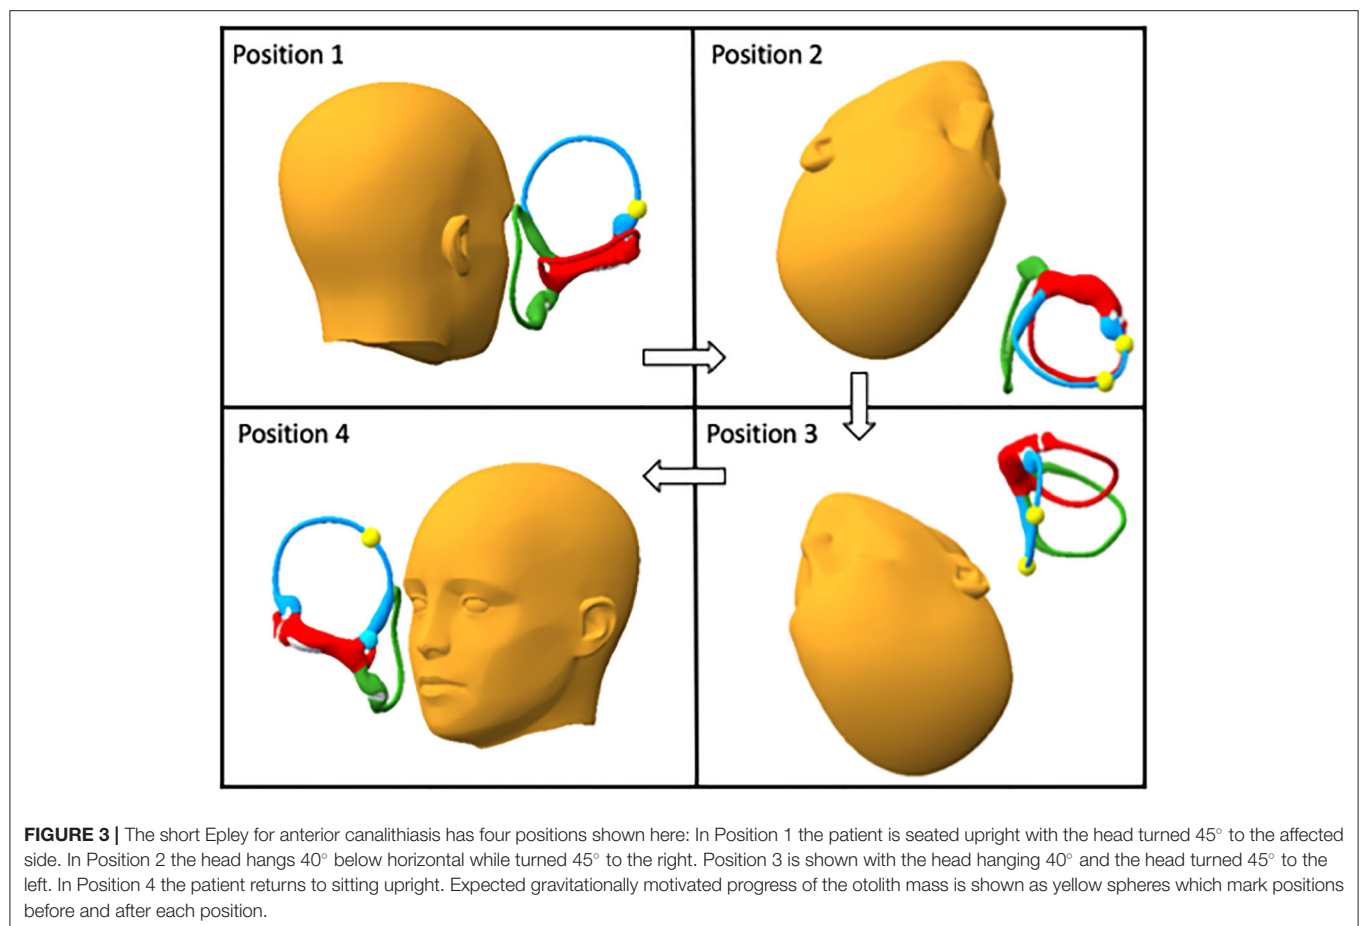 Position 1
Position 2
Position 4
Position 3
FIGURE 3 | The short Epley for anterior canalithiasis has four positions shown here: In Position 1 the patient is seated upright with the head turned 45° to the affected
side. In Position 2 the head hangs 40° below horizontal while turned 45° to the right. Position 3 is shown with the head hanging 40° and the head turned 45° to the
left. In Position 4 the patient returns to sitting upright. Expected gravitationally motivated progress of the otolith mass is shown as yellow spheres which mark positions
before and after each position.